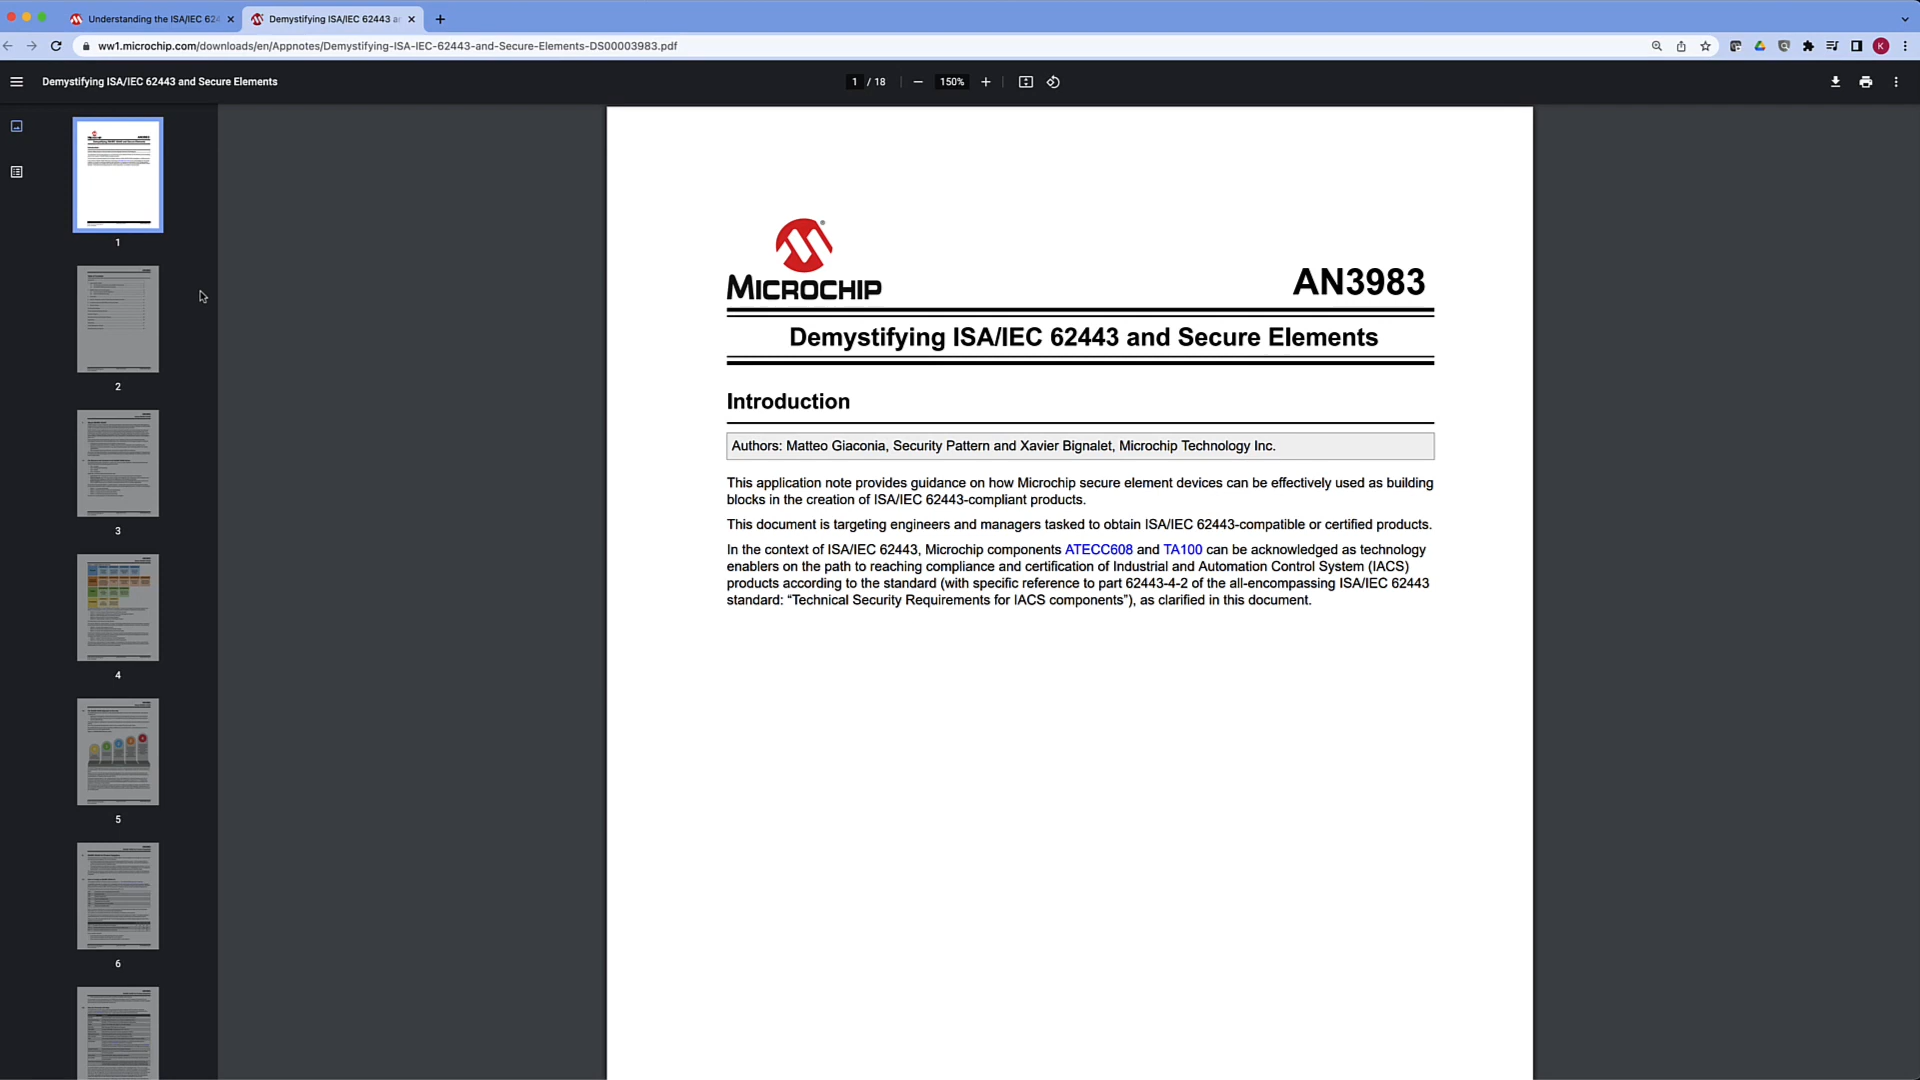 Understanding the ISA/IEC 624
Demystifying ISA/IEC 62443 a
ww1.microchip.com/downloads/en/Appnotes/Demystifying-ISA-IEC-62443-and-Secure-Elements-DS00003983.pdf
K
Demystifying ISA/IEC 62443 and Secure Elements
1 / 18
150%
1
2
3
4
5
6
MICROCHIP
AN3983
Demystifying ISA/IEC 62443 and Secure Elements
Introduction
Authors: Matteo Giaconia, Security Pattern and Xavier Bignalet, Microchip Technology Inc.
This application note provides guidance on how Microchip secure element devices can be effectively used as building
blocks in the creation of ISA/IEC 62443-compliant products.
This document is targeting engineers and managers tasked to obtain ISA/IEC 62443-compatible or certified products.
In the context of ISA/IEC 62443, Microchip components ATECC608 and TA100 can be acknowledged as technology
enablers on the path to reaching compliance and certification of Industrial and Automation Control System (IACS)
products according to the standard (with specific reference to part 62443-4-2 of the all-encompassing ISA/IEC 62443
standard: “Technical Security Requirements for IACS components”), as clarified in this document.